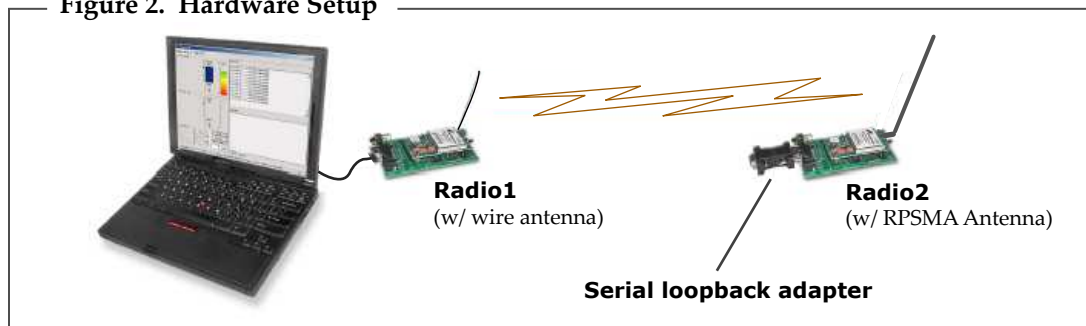 Figure 2. Hardware Setup
Radio1
(w/ wire antenna)
Radio2
(w/ RPSMA Antenna)
Serial loopback adapter